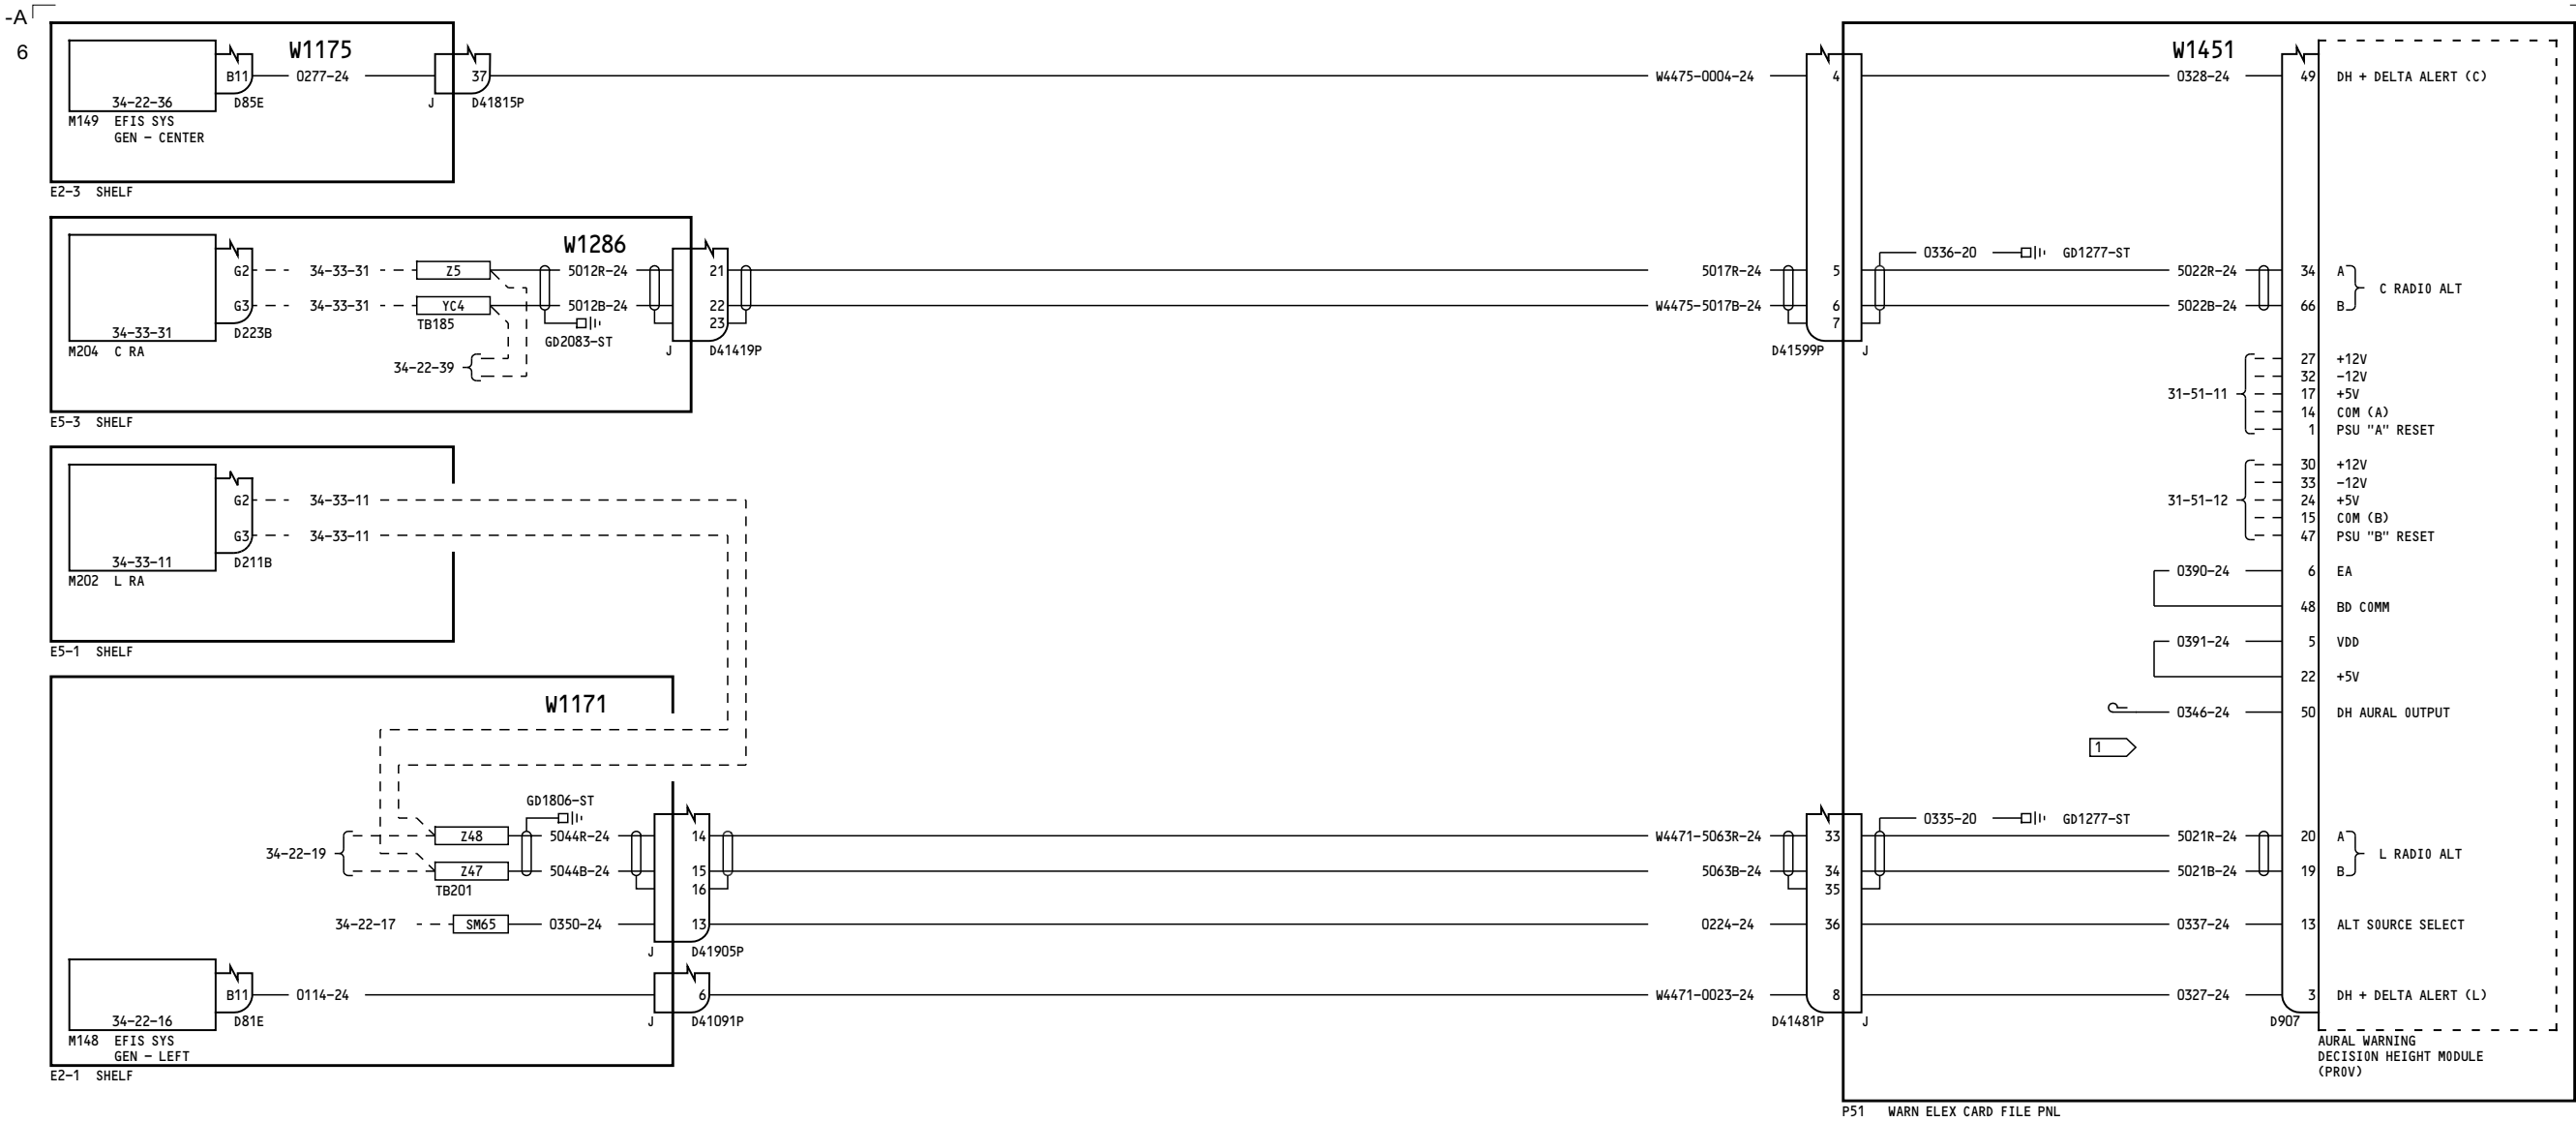 -A
6
W1175
B11 0277-24 37
34-22-36
D85E J D41815P
M149 EFIS SYS
GEN - CENTER
E2-3 SHELF
W1286
G2 34-33-31 Z5 5012R-24 21
G3 34-33-31 YC4 5012B-24 22
TB185 23
34-33-31
D223B GD2083-ST
M204 C RA J D41419P
34-22-39
E5-3 SHELF
G2 34-33-11
G3 34-33-11
34-33-11
D211B
M202 L RA
E5-1 SHELF
W1171
GD1806-ST
Z48 5044R-24 14
34-22-19
Z47 5044B-24 15
TB201 16
34-22-17 SM65 0350-24 13
J D41905P
B11 0114-24 6
34-22-16
D81E J D41091P
M148 EFIS SYS
GEN - LEFT
E2-1 SHELF
W1451
W4475-0004-24 4 0328-24 49 DH + DELTA ALERT (C)
0336-20 GD1277-ST
5017R-24 5 5022R-24 34 A
C RADIO ALT
W4475-5017B-24 6 5022B-24 66 B
7
D41599P J
27 +12V
32 -12V
31-51-11 17 +5V
14 COM (A)
1 PSU "A" RESET
30 +12V
33 -12V
31-51-12 24 +5V
15 COM (B)
47 PSU "B" RESET
0390-24 6 EA
48 BD COMM
0391-24 5 VDD
22 +5V
0346-24 50 DH AURAL OUTPUT
1
0335-20 GD1277-ST
W4471-5063R-24 33 5021R-24 20 A
L RADIO ALT
5063B-24 34 5021B-24 19 B
35
0224-24 36 0337-24 13 ALT SOURCE SELECT
W4471-0023-24 8 0327-24 3 DH + DELTA ALERT (L)
D41481P J D907
AURAL WARNING
DECISION HEIGHT MODULE
(PROV)
P51 WARN ELEX CARD FILE PNL